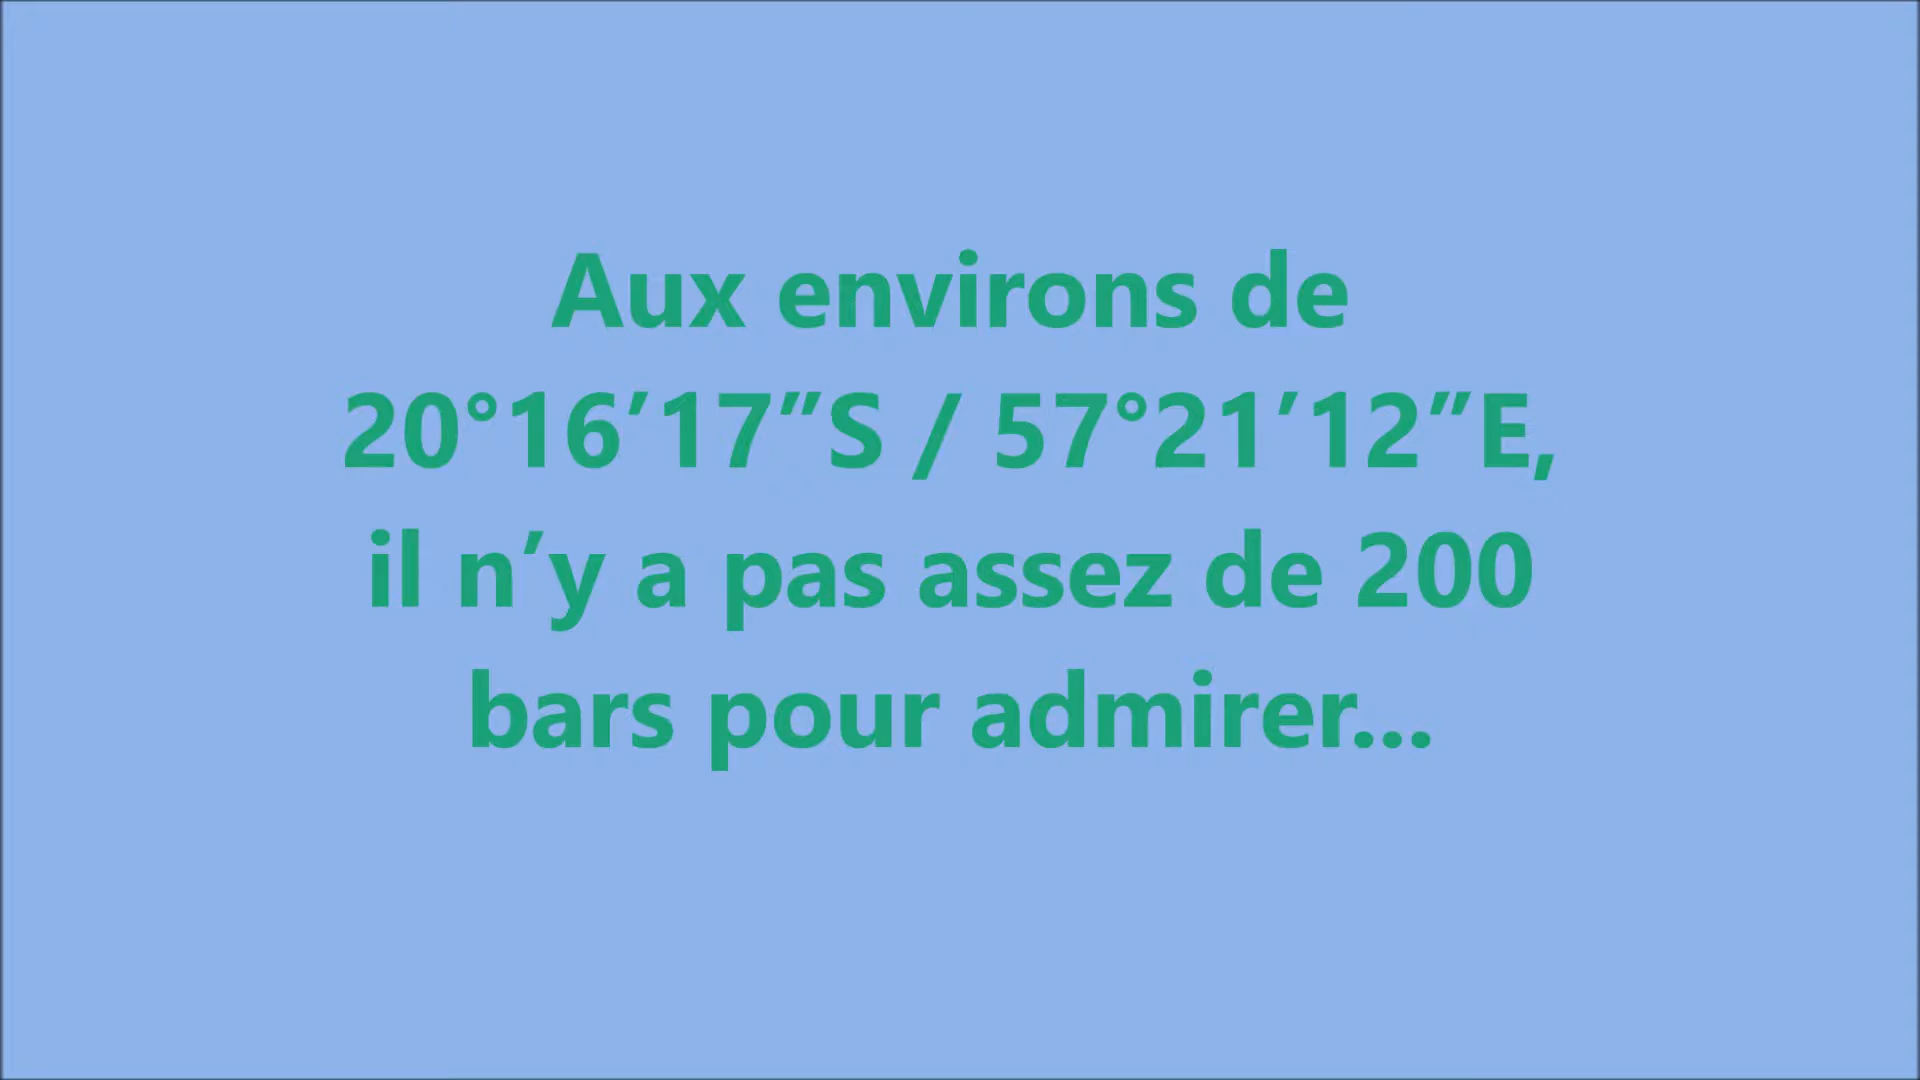 Aux environs de
20°16’17”S / 57°21’12”E,
il n’y a pas assez de 200
bars pour admirer...